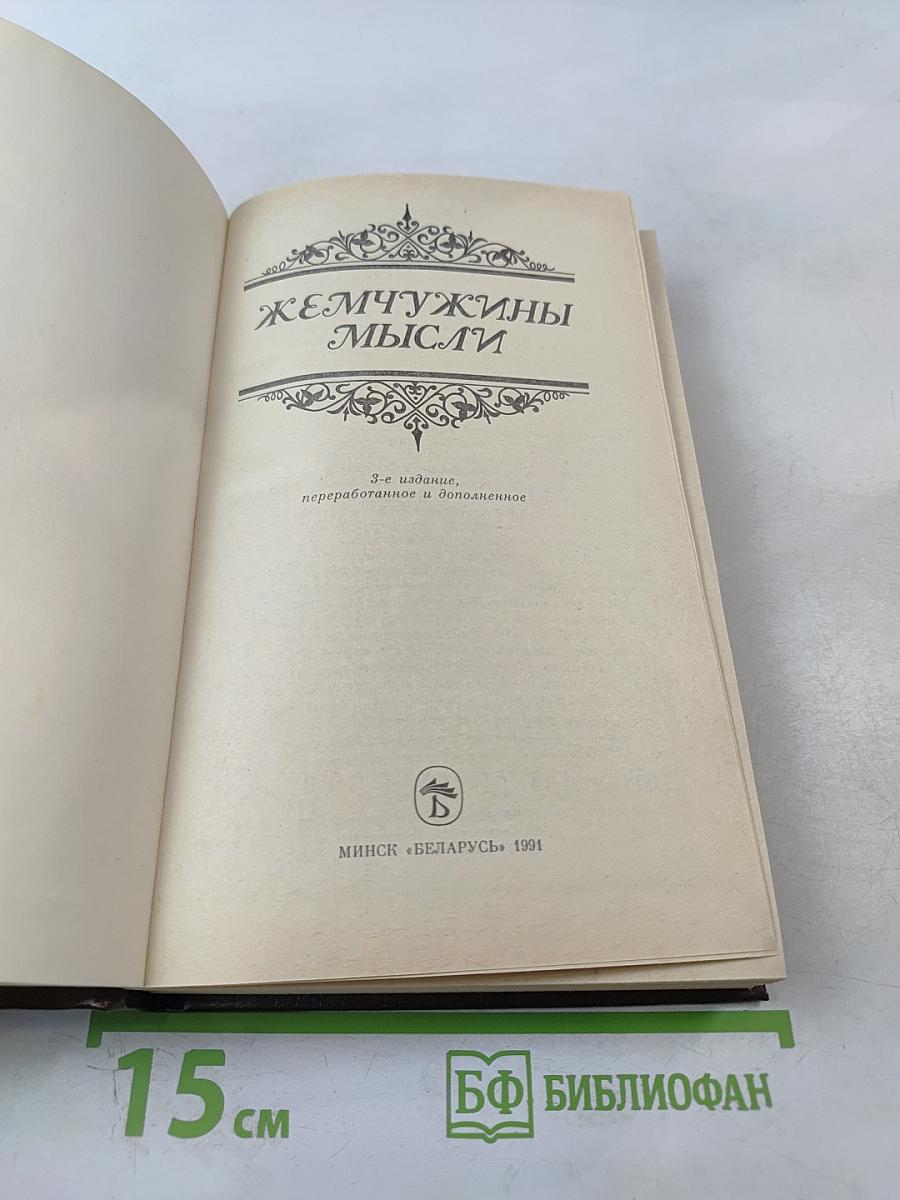 ЖЕМЧУЖИНЫ
МЫСЛИ
3-е издание,
переработанное и дополненное
Б
МИНСК «БЕЛАРУСЬ» 1991
15 см
БФ БИБЛИОФАН